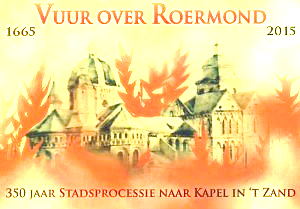 VUUR OVER ROERMOND
1665 2015
350 JAAR STADSPROCESSIE NAAR KAPEL IN 'T ZAND